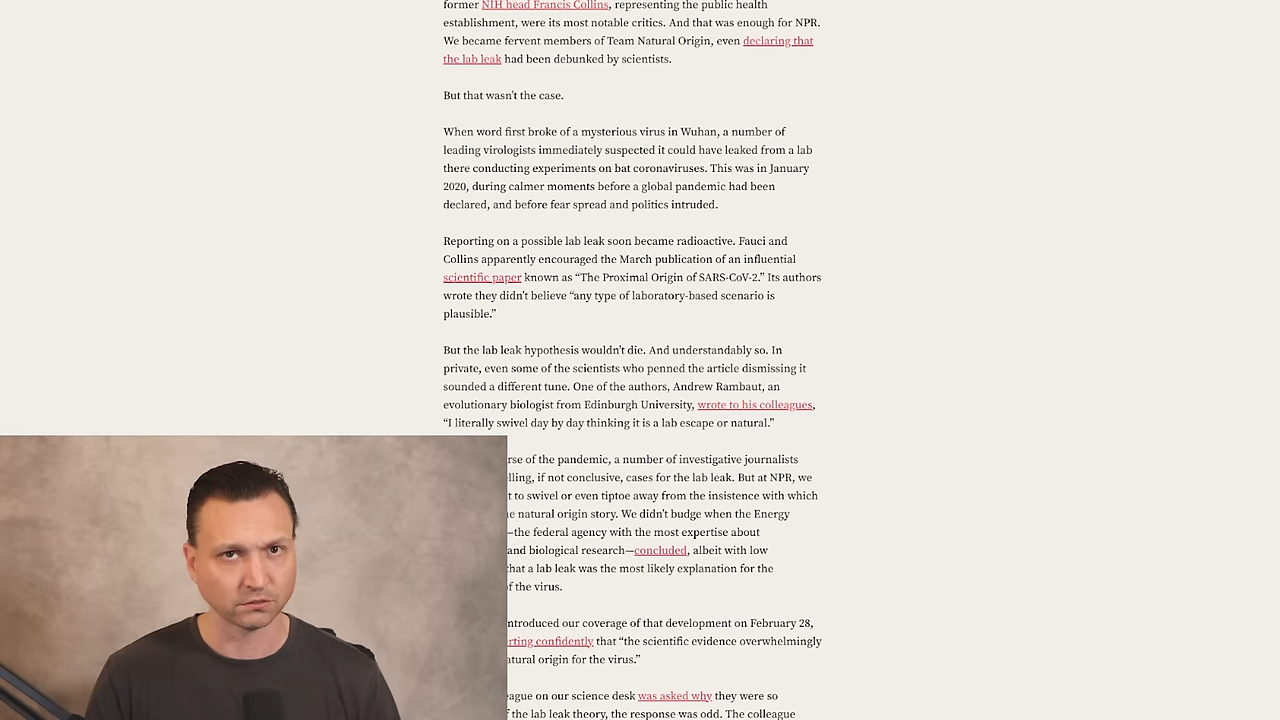 former NIH head Francis Collins, representing the public health
establishment, were its most notable critics. And that was enough for NPR.
We became fervent members of Team Natural Origin, even declaring that
the lab leak had been debunked by scientists.
But that wasn’t the case.
When word first broke of a mysterious virus in Wuhan, a number of
leading virologists immediately suspected it could have leaked from a lab
there conducting experiments on bat coronaviruses. This was in January
2020, during calmer moments before a global pandemic had been
declared, and before fear spread and politics intruded.
Reporting on a possible lab leak soon became radioactive. Fauci and
Collins apparently encouraged the March publication of an influential
scientific paper known as “The Proximal Origin of SARS-CoV-2.” Its authors
wrote they didn’t believe “any type of laboratory-based scenario is
plausible.”
But the lab leak hypothesis wouldn’t die. And understandably so. In
private, even some of the scientists who penned the article dismissing it
sounded a different tune. One of the authors, Andrew Rambaut, an
evolutionary biologist from Edinburgh University, wrote to his colleagues,
“I literally swivel day by day thinking it is a lab escape or natural.”
rse of the pandemic, a number of investigative journalists
elling, if not conclusive, cases for the lab leak. But at NPR, we
t to swivel or even tiptoe away from the insistence with which
e natural origin story. We didn’t budge when the Energy
—the federal agency with the most expertise about
and biological research—concluded, albeit with low
hat a lab leak was the most likely explanation for the
of the virus.
ntroduced our coverage of that development on February 28,
rting confidently that “the scientific evidence overwhelmingly
atural origin for the virus.”
eague on our science desk was asked why they were so
f the lab leak theory, the response was odd. The colleague